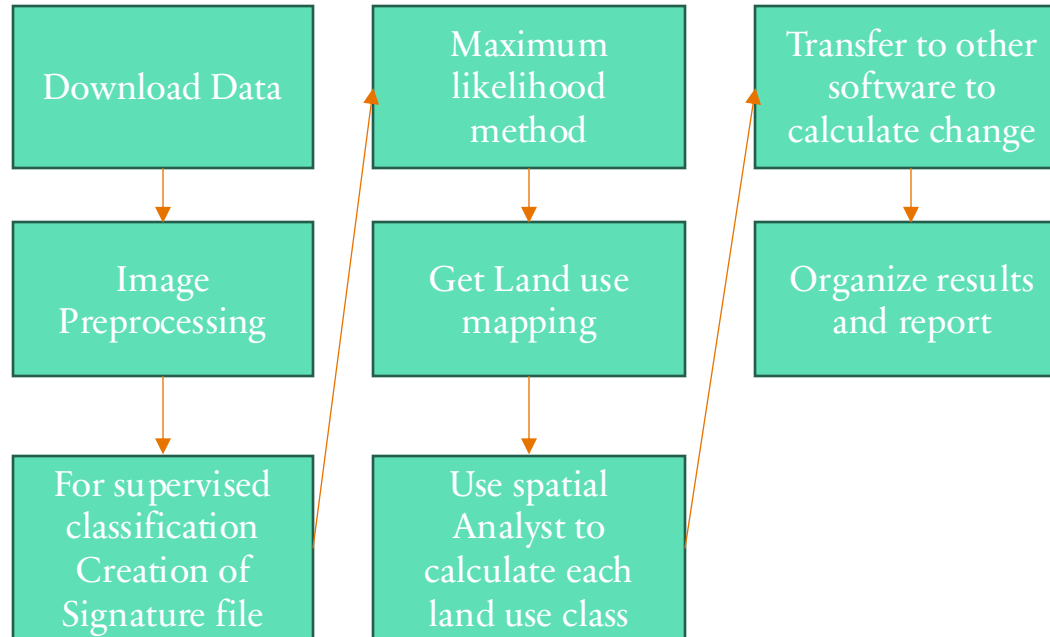 Download Data
Image
Preprocessing
For supervised
classification
Creation of
Signature file
Maximum
likelihood
method
Get Land use
mapping
Use spatial
Analyst to
calculate each
land use class
Transfer to other
software to
calculate change
Organize results
and report